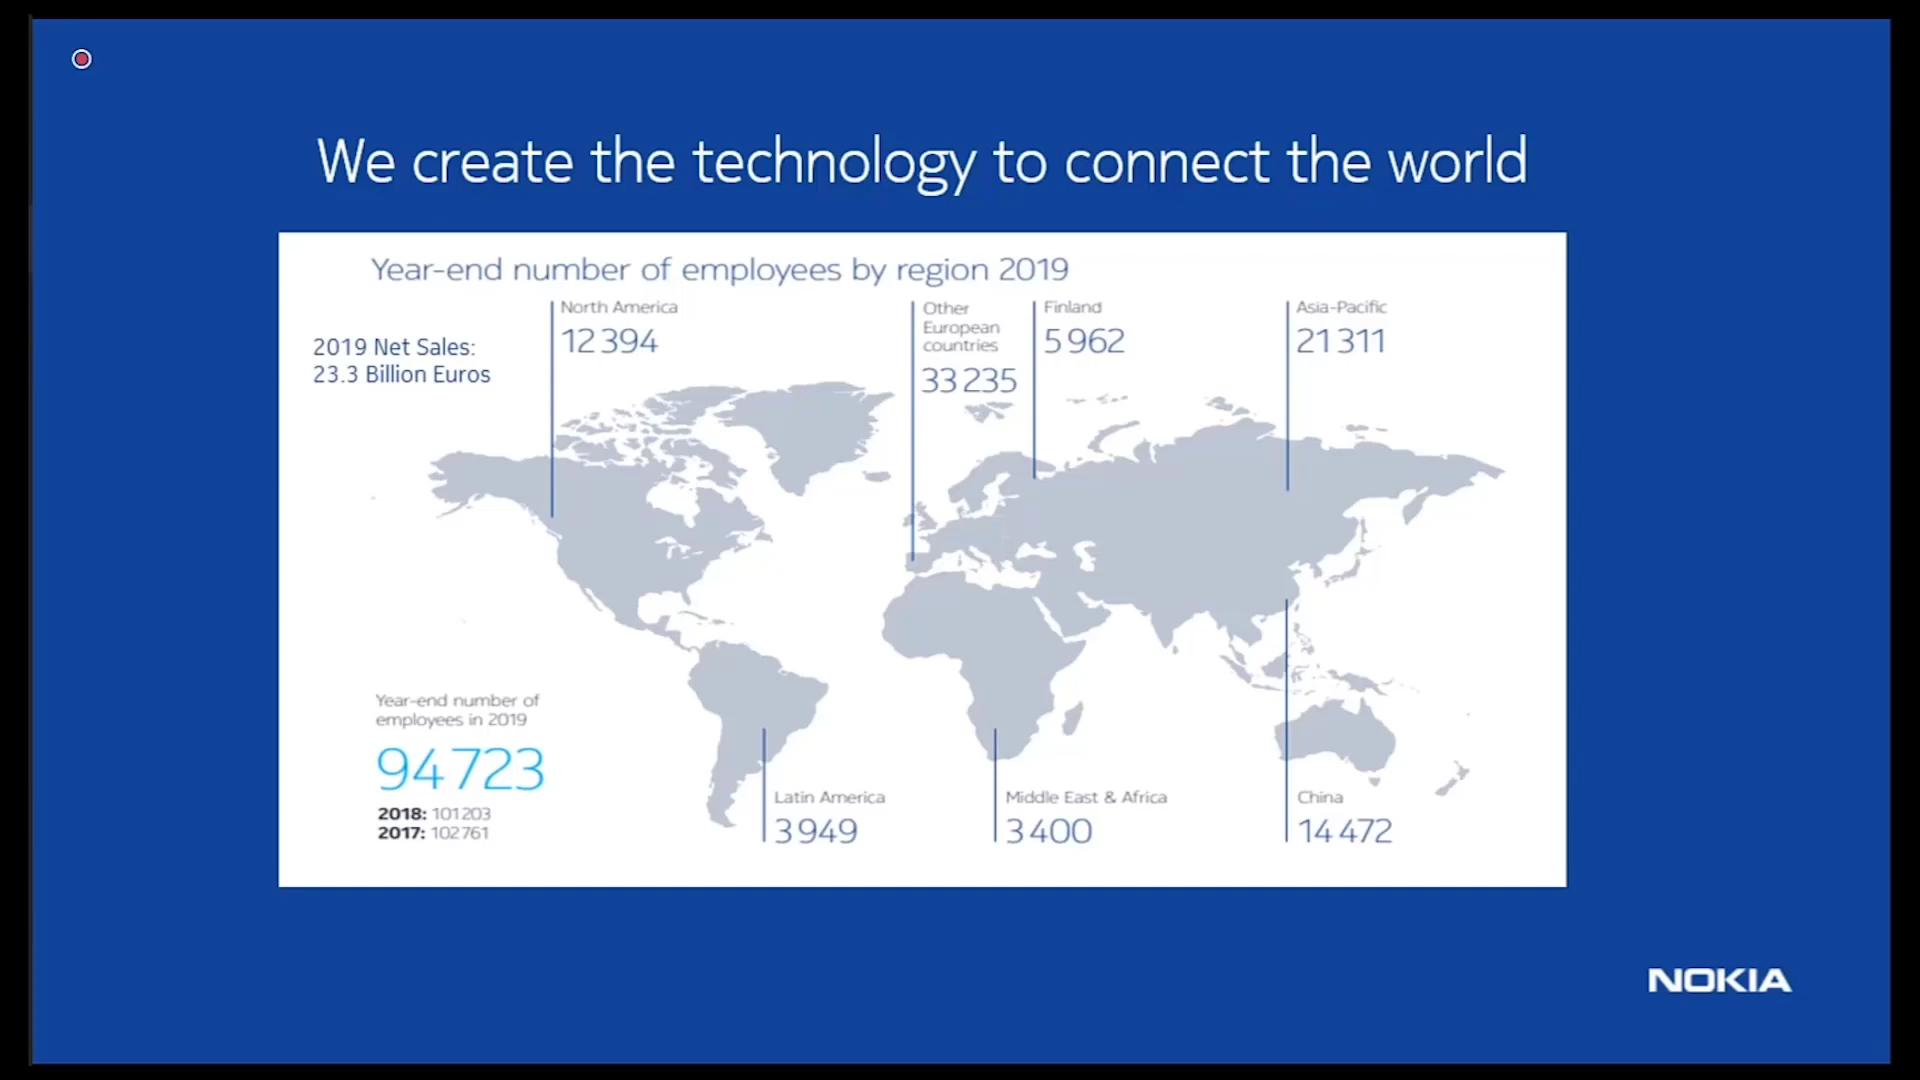 We create the technology to connect the world
Year-end number of employees by region 2019
2019 Net Sales:
23.3 Billion Euros
North America
12 394
Other
European
countries
33 235
Finland
5 962
Asia-Pacific
21 311
Year-end number of
employees in 2019
94 723
2018: 101 203
2017: 102 761
Latin America
3 949
Middle East & Africa
3 400
China
14 472
NOKIA